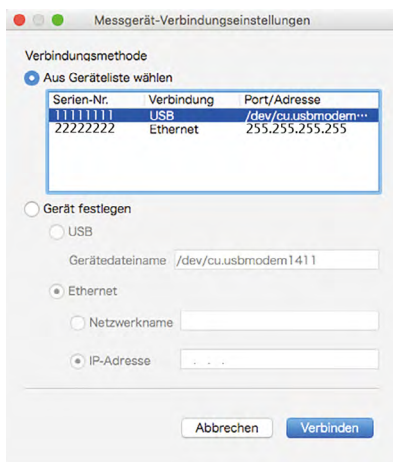 Messgerät-Verbindungseinstellungen
Verbindungsmethode
Aus Geräteliste wählen
Serien-Nr. Verbindung Port/Adresse
11111111 USB /dev/cu.usbmodem···
22222222 Ethernet 255.255.255.255
Gerät festlegen
USB
Gerätedateiname /dev/cu.usbmodem1411
Ethernet
Netzwerkname
IP-Adresse . . .
Abbrechen Verbinden